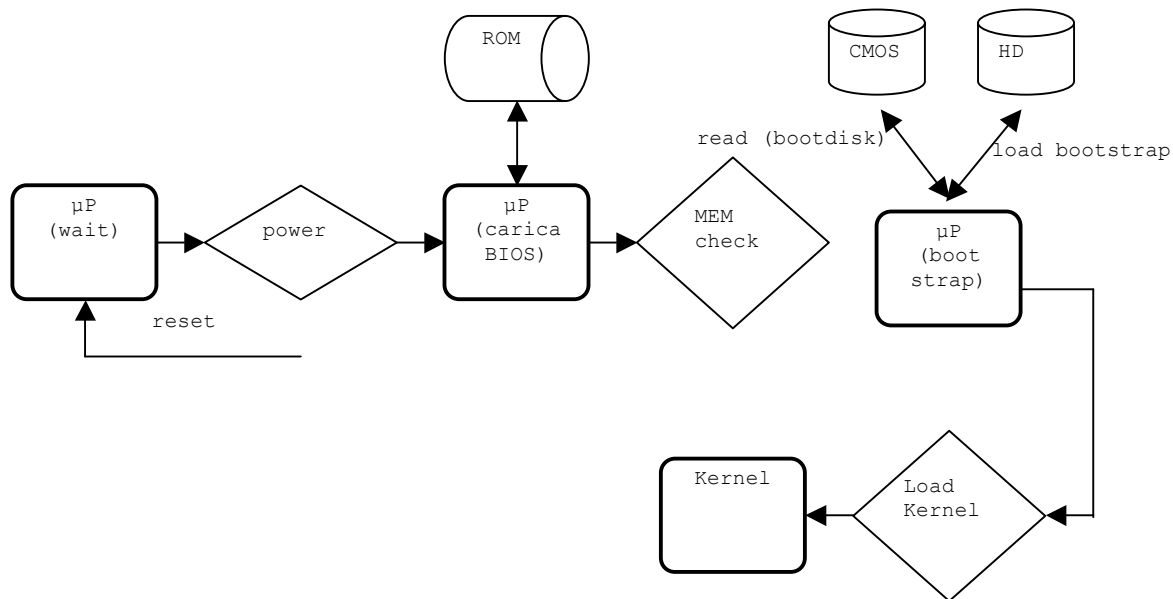 ROM
CMOS
HD
read (bootdisk)
load bootstrap
µP
(wait)
power
µP
(carica
BIOS)
MEM
check
µP
(boot
strap)
reset
Kernel
Load
Kernel